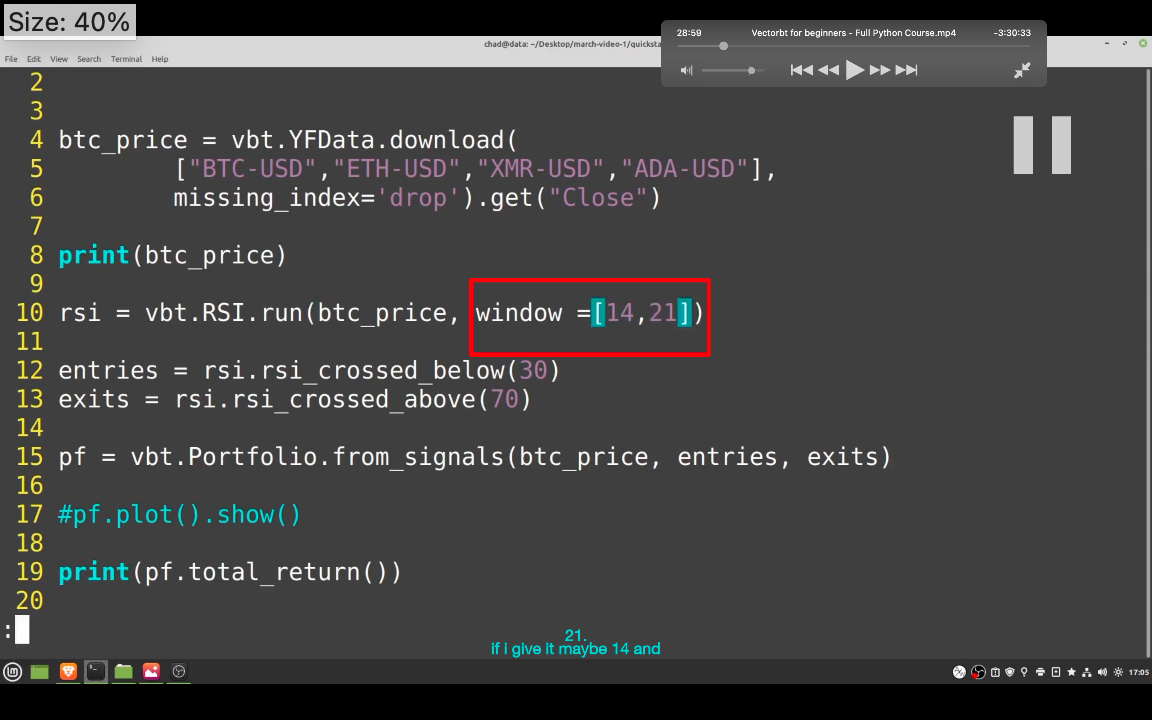 Size: 40%
chad@data: ~/Desktop/march-video-1/quicksta
28:59 Vectorbt for beginners - Full Python Course.mp4 -3:30:33
File Edit View Search Terminal Help
2
3
4 btc_price = vbt.YFData.download(
5 ["BTC-USD","ETH-USD","XMR-USD","ADA-USD"],
6 missing_index='drop').get("Close")
7
8 print(btc_price)
9
10 rsi = vbt.RSI.run(btc_price, window =[14,21])
11
12 entries = rsi.rsi_crossed_below(30)
13 exits = rsi.rsi_crossed_above(70)
14
15 pf = vbt.Portfolio.from_signals(btc_price, entries, exits)
16
17 #pf.plot().show()
18
19 print(pf.total_return())
20
:
21.
if i give it maybe 14 and
17:05